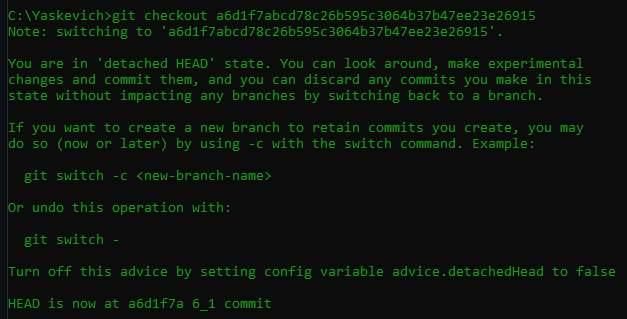 C:\Yaskevich>git checkout a6d1f7abcd78c26b595c3064b37b47ee23e26915
Note: switching to 'a6d1f7abcd78c26b595c3064b37b47ee23e26915'.
You are in 'detached HEAD' state. You can look around, make experimental
changes and commit them, and you can discard any commits you make in this
state without impacting any branches by switching back to a branch.
If you want to create a new branch to retain commits you create, you may
do so (now or later) by using -c with the switch command. Example:
git switch -c <new-branch-name>
Or undo this operation with:
git switch -
Turn off this advice by setting config variable advice.detachedHead to false
HEAD is now at a6d1f7a 6_1 commit